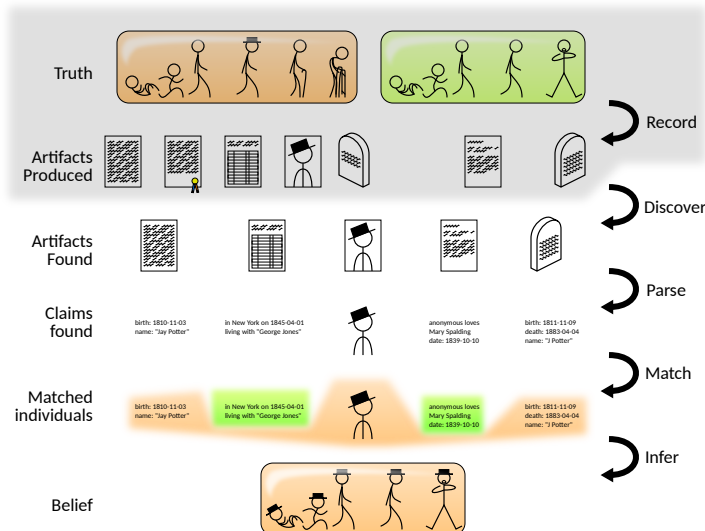 Truth
Record
Artifacts
Produced
Discover
Artifacts
Found
Parse
Claims
found
birth: 1810-11-03
name: "Jay Potter"
in New York on 1845-04-01
living with "George Jones"
anonymous loves
Mary Spalding
date: 1839-10-10
birth: 1811-11-09
death: 1883-04-04
name: "J Potter"
Match
Matched
individuals
birth: 1810-11-03
name: "Jay Potter"
in New York on 1845-04-01
living with "George Jones"
anonymous loves
Mary Spalding
date: 1839-10-10
birth: 1811-11-09
death: 1883-04-04
name: "J Potter"
Infer
Belief